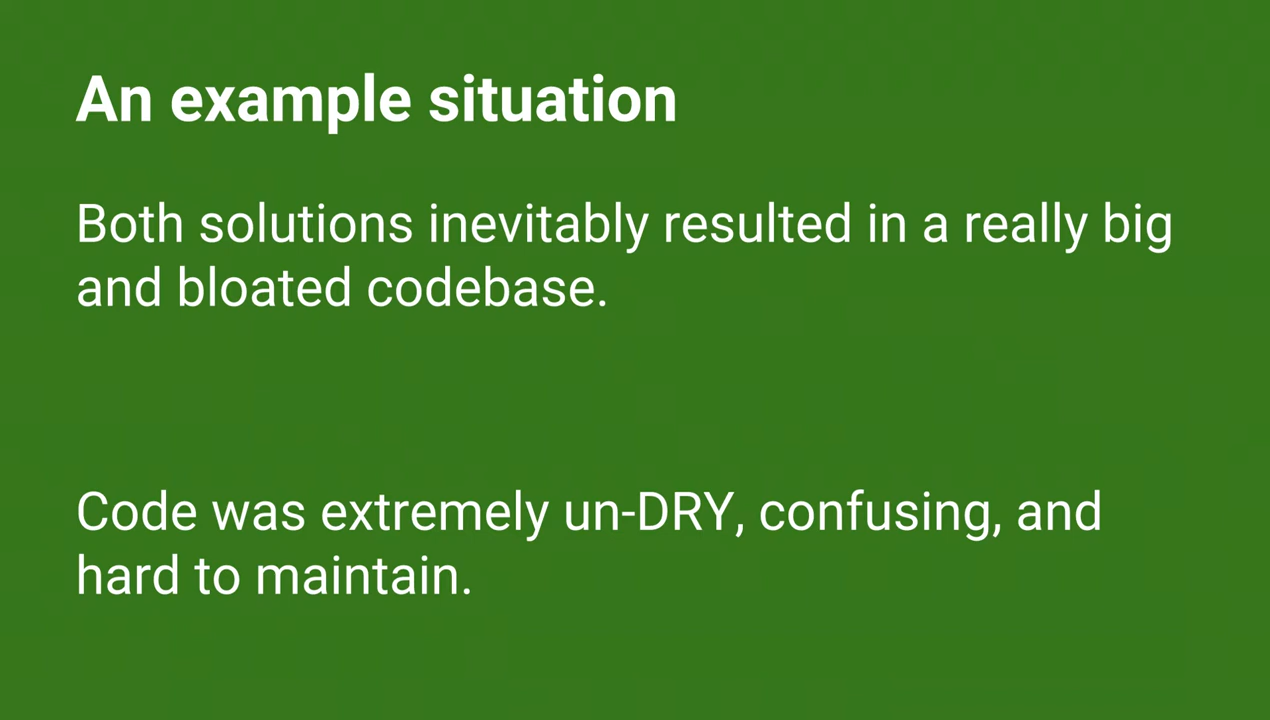 An example situation
Both solutions inevitably resulted in a really big
and bloated codebase.
Code was extremely un-DRY, confusing, and
hard to maintain.